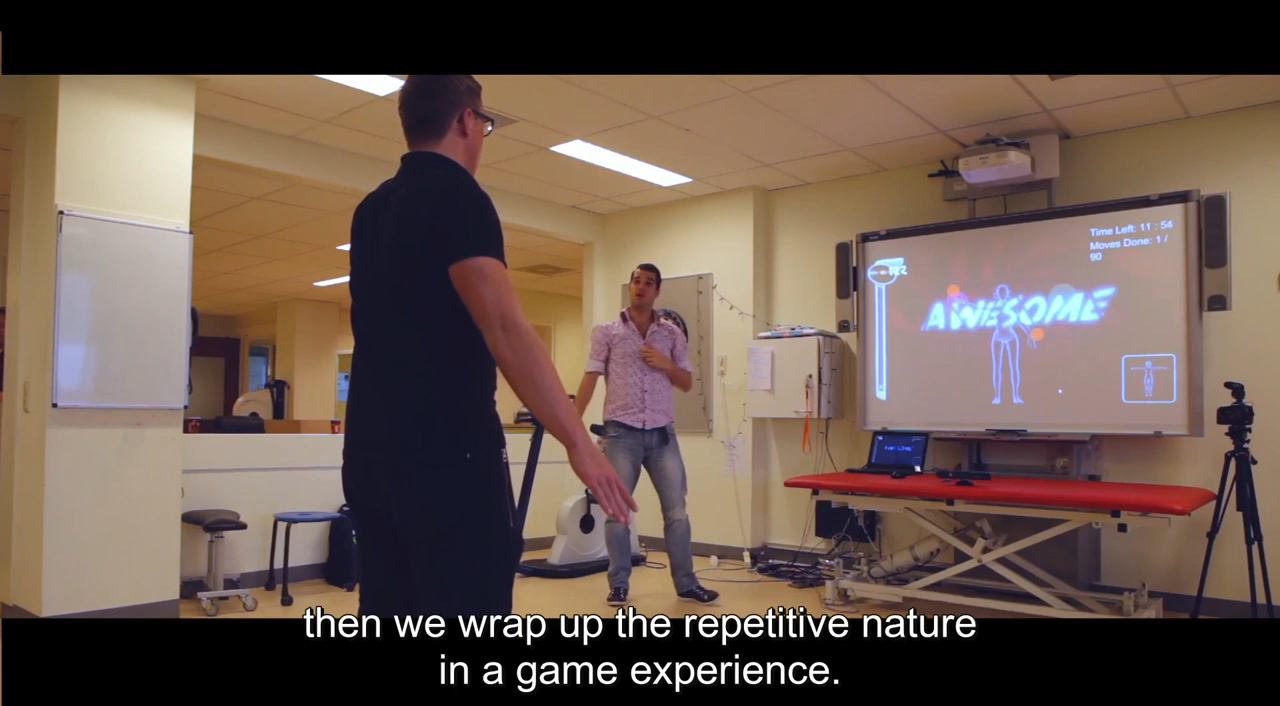 Time Left: 11 : 54
Moves Done: 1 /
90
AWESOME
then we wrap up the repetitive nature
in a game experience.